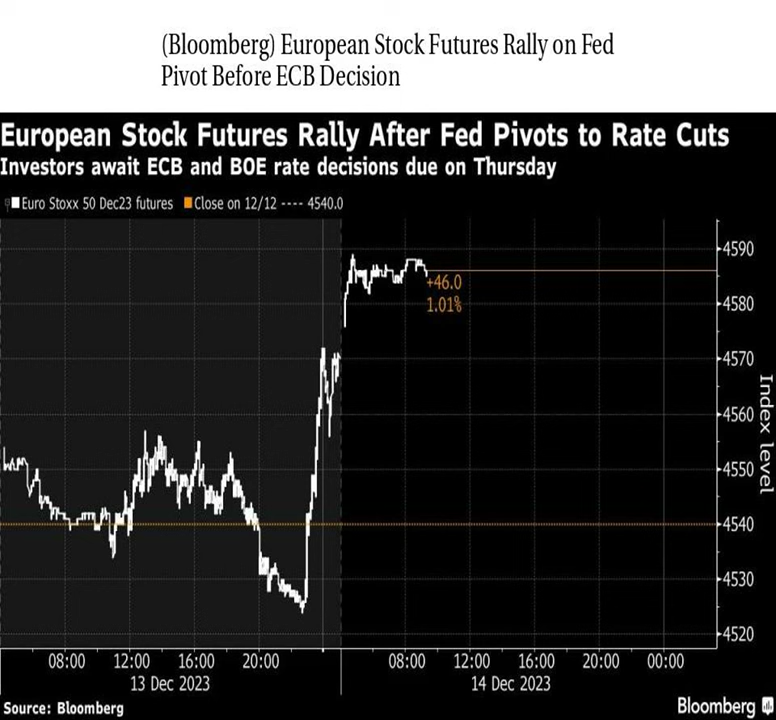 (Bloomberg) European Stock Futures Rally on Fed
Pivot Before ECB Decision
European Stock Futures Rally After Fed Pivots to Rate Cuts
Investors await ECB and BOE rate decisions due on Thursday
Euro Stoxx 50 Dec23 futures Close on 12/12 ---- 4540.0
4590
+46.0
4580
1.01%
4570
4560
4550
4540
4530
4520
Index level
08:00 12:00 16:00 20:00 08:00 12:00 16:00 20:00 00:00
13 Dec 2023 14 Dec 2023
Source: Bloomberg Bloomberg